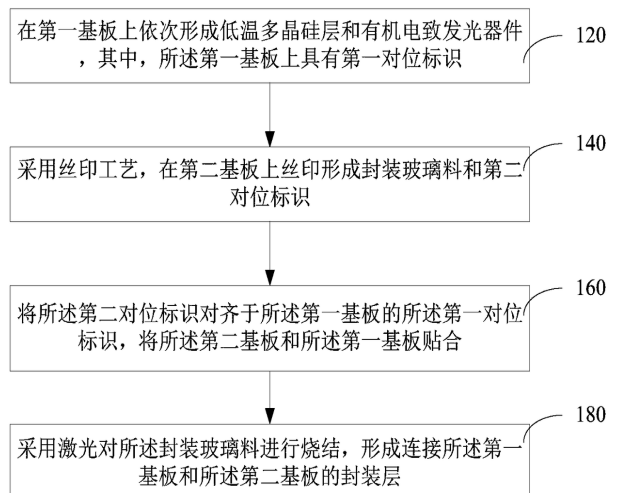 在第一基板上依次形成低温多晶硅层和有机电致发光器件
，其中，所述第一基板上具有第一对位标识
120
采用丝印工艺，在第二基板上丝印形成封装玻璃料和第二
对位标识
140
将所述第二对位标识对齐于所述第一基板的所述第一对位
标识，将所述第二基板和所述第一基板贴合
160
采用激光对所述封装玻璃料进行烧结，形成连接所述第一
基板和所述第二基板的封装层
180